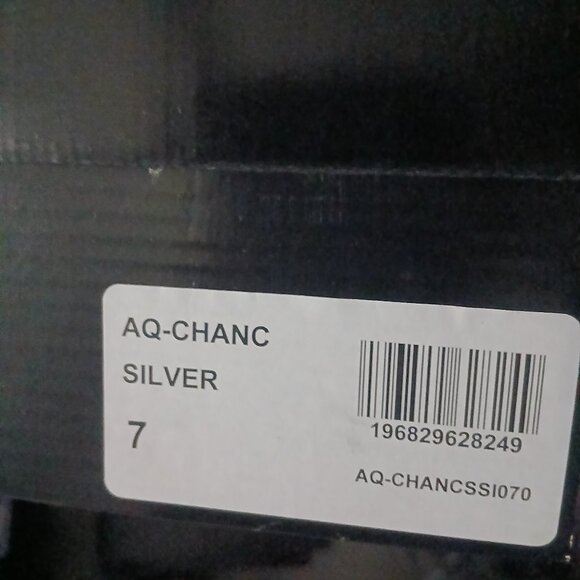 AQ-CHANC
SILVER
7
196829628249
AQ-CHANCSSI070